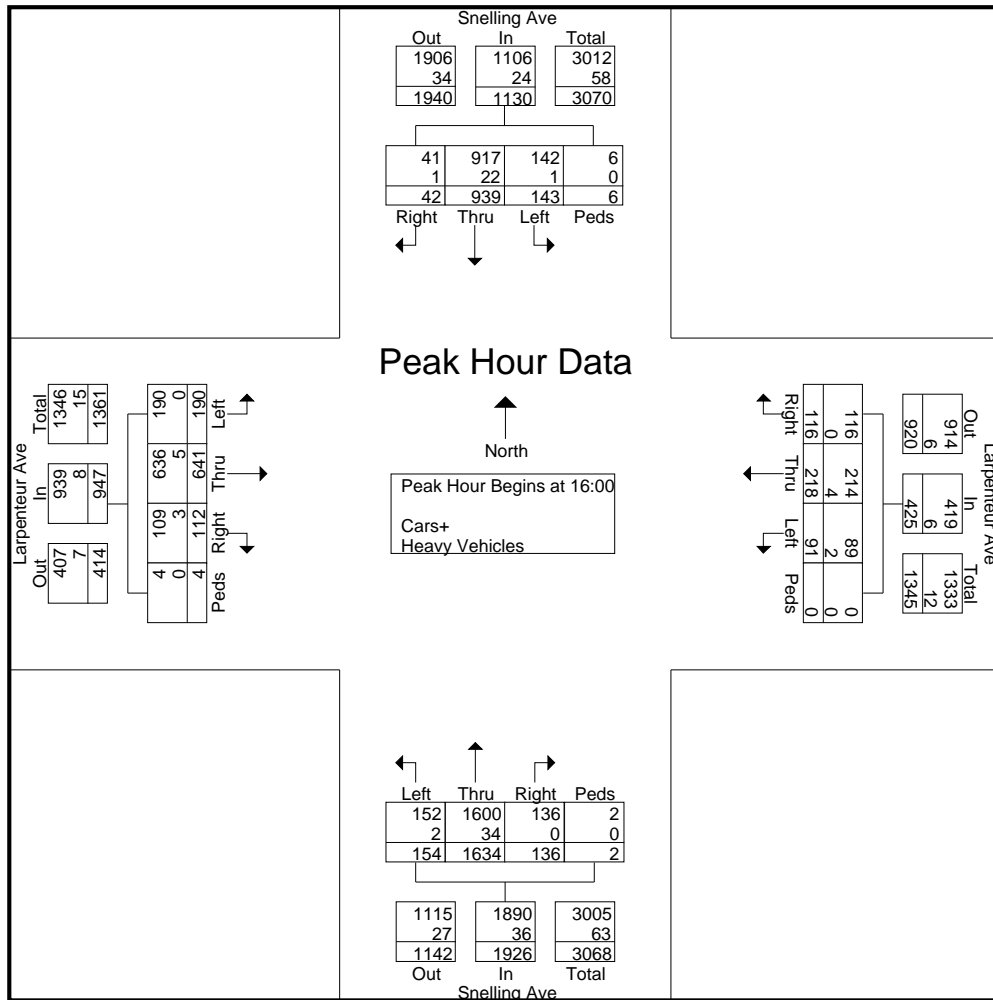 Snelling Ave
Out In Total
1906 1106 3012
34 24 58
1940 1130 3070
41 917 142 6
1 22 1 0
42 939 143 6
Right Thru Left Peds
Peak Hour Data
North
Peak Hour Begins at 16:00
Cars+
Heavy Vehicles
Larpenteur Ave
Out In Total
407 939 1346
7 8 15
414 947 1361
4 109 636 190
0 3 5 0
4 112 641 190
Peds Right Thru Left
Larpenteur Ave
Out In Total
914 419 1333
6 6 12
920 425 1345
116 214 89 0
0 4 2 0
116 218 91 0
Right Thru Left Peds
Left Thru Right Peds
152 1600 136 2
2 34 0 0
154 1634 136 2
1115 1890 3005
27 36 63
1142 1926 3068
Out In Total
Snelling Ave